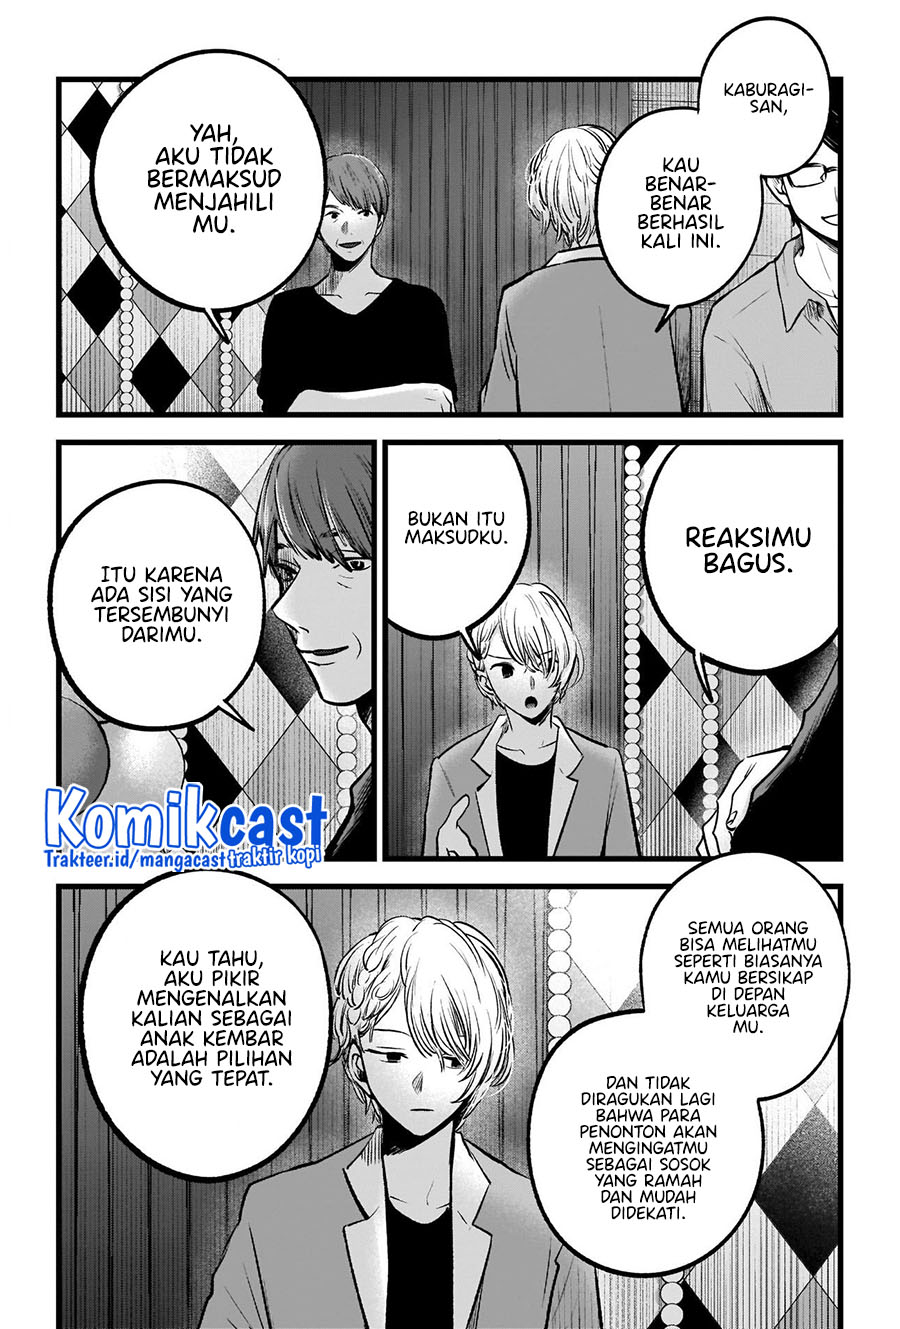 KABURAGI-
SAN,
KAU
BENAR-
BENAR
BERHASIL
KALI INI.
YAH,
AKU TIDAK
BERMAKSUD
MENJAHILI
MU.
REAKSIMU
BAGUS.
BUKAN ITU
MAKSUDKU.
ITU KARENA
ADA SISI YANG
TERSEMBUNYI
DARIMU.
Komikcast
Trakteer.id/mangacast traktir kopi
SEMUA ORANG
BISA MELIHATMU
SEPERTI BIASANYA
KAMU BERSIKAP
DI DEPAN
KELUARGA
MU.
DAN TIDAK
DIRAGUKAN LAGI
BAHWA PARA
PENONTON AKAN
MENGINGATMU
SEBAGAI SOSOK
YANG RAMAH
DAN MUDAH
DIDEKATI.
KAU TAHU,
AKU PIKIR
MENGENALKAN
KALIAN SEBAGAI
ANAK KEMBAR
ADALAH PILIHAN
YANG TEPAT.